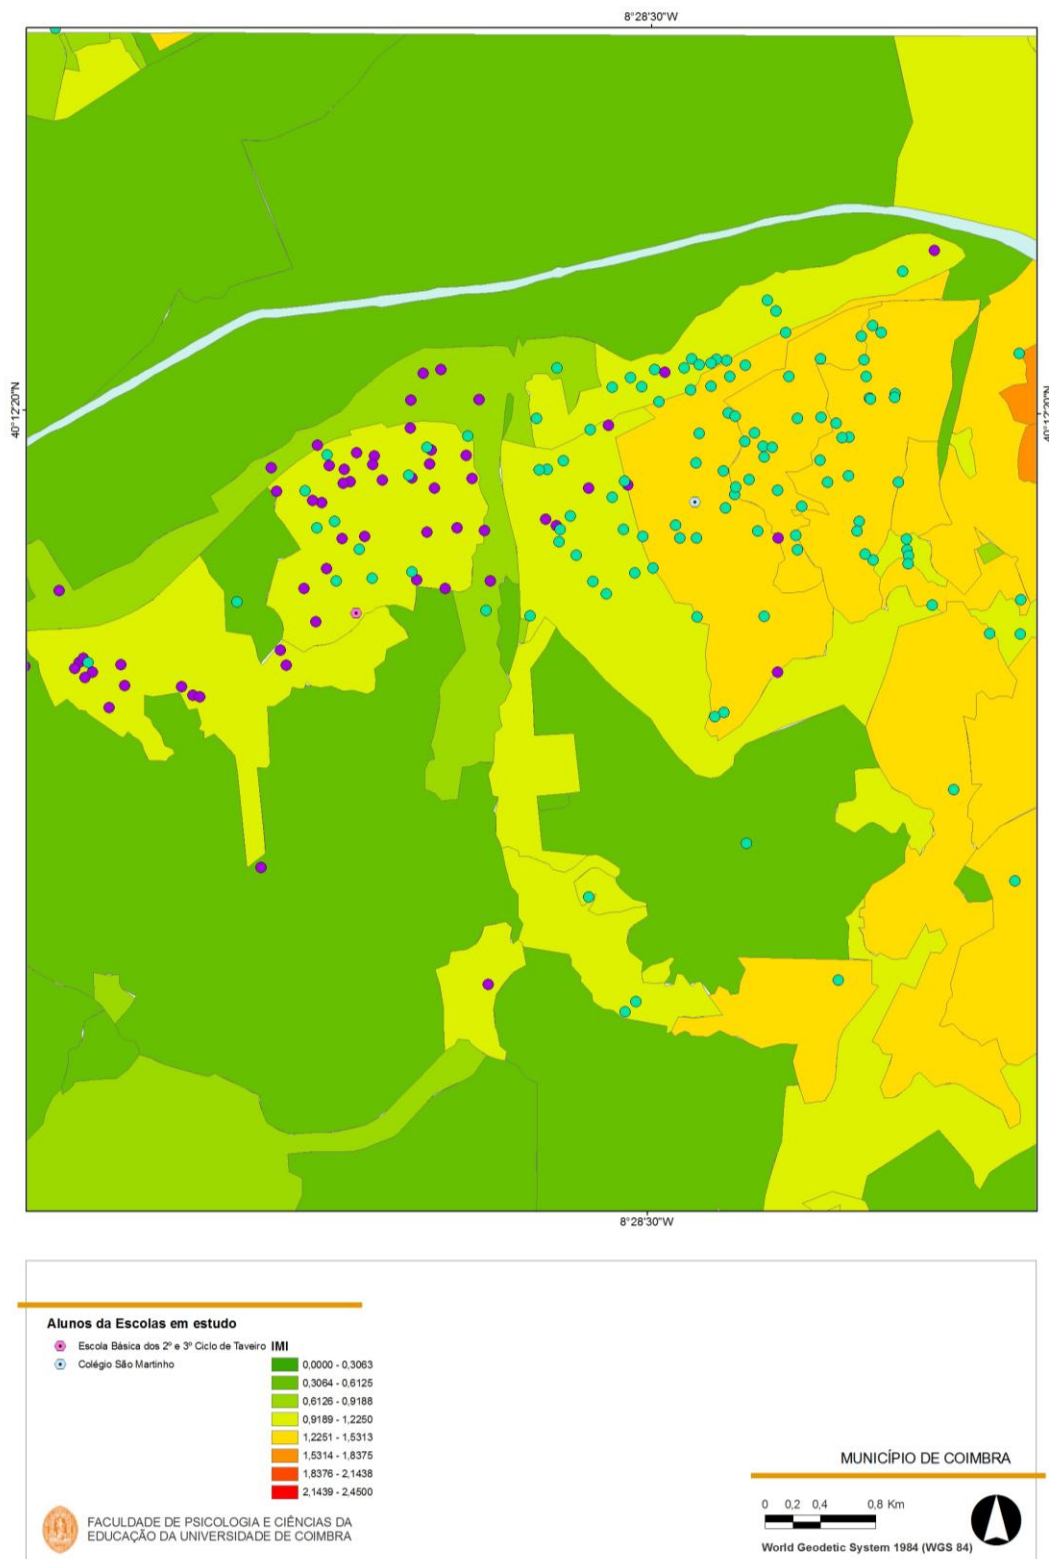 8°28'30"W
40°12'20"N
40°12'20"N
8°28'30"W
Alunos da Escolas em estudo
Escola Básica dos 2º e 3º Ciclo de Taveiro
Colégio São Martinho
IMI
0,0000 - 0,3063
0,3064 - 0,6125
0,6126 - 0,9188
0,9189 - 1,2250
1,2251 - 1,5313
1,5314 - 1,8375
1,8376 - 2,1438
2,1439 - 2,4500
MUNICÍPIO DE COIMBRA
0 0,2 0,4 0,8 Km
World Geodetic System 1984 (WGS 84)
FACULDADE DE PSICOLOGIA E CIÊNCIAS DA
EDUCAÇÃO DA UNIVERSIDADE DE COIMBRA